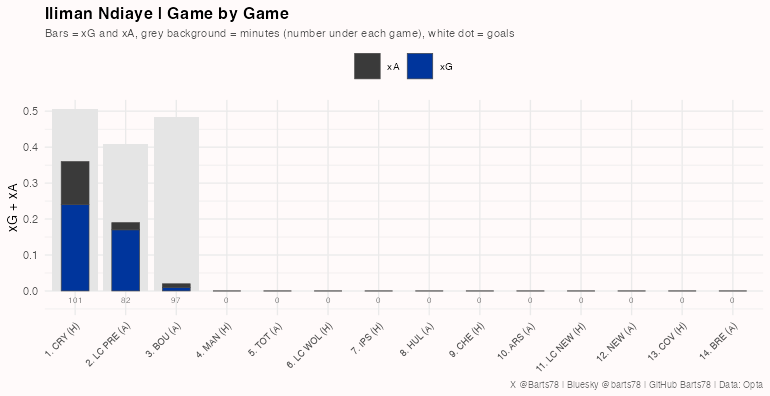 Iliman Ndiaye | Game by Game
Bars = xG and xA, grey background = minutes (number under each game), white dot = goals
xA xG
xG + xA
0.5
0.4
0.3
0.2
0.1
0.0
101 82 97 0 0 0 0 0 0 0 0 0 0 0
1. CRY (H)
2. LC PRE (A)
3. BOU (A)
4. MAN (H)
5. TOT (A)
6. LC WOL (H)
7. IPS (H)
8. HUL (A)
9. CHE (H)
10. ARS (A)
11. LC NEW (H)
12. NEW (A)
13. COV (H)
14. BRE (A)
X @Barts78 | Bluesky @barts78 | GitHub Barts78 | Data: Opta